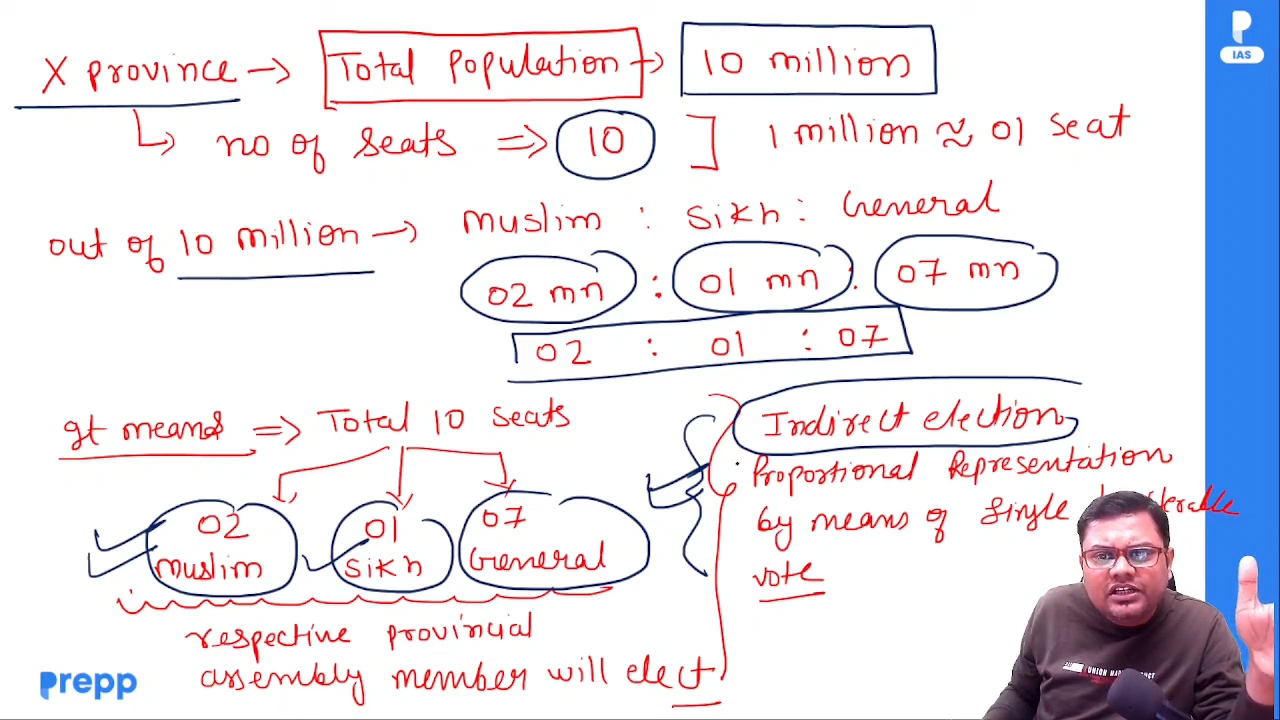 X province → Total Population → 10 million
↳ no of seats ⇒ 10 ] 1 million ≈ 01 seat
out of 10 million → muslim : sikh : General
02 mn : 01 mn : 07 mn
02 : 01 : 07
gt means ⇒ Total 10 seats
02 muslim
01 sikh
07 General
respective provincial
assembly member will elect
Indirect election
Proportional Representation
by means of single
vote
prepp
IAS